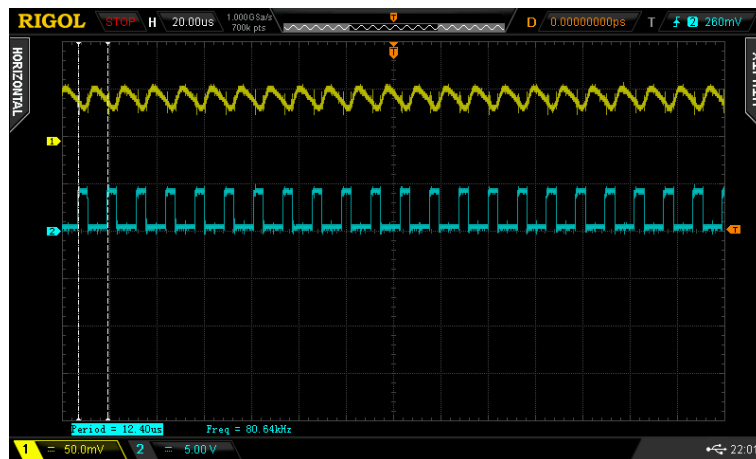 RIGOL STOP H 20.00us 1.000GSa/s 700k pts D 0.00000000ps T 2 260mV
HORIZONTAL
T
1
2
T
Period = 12.40us Freq = 80.64kHz
1 = 50.0mV 2 = 5.00 V 22:01